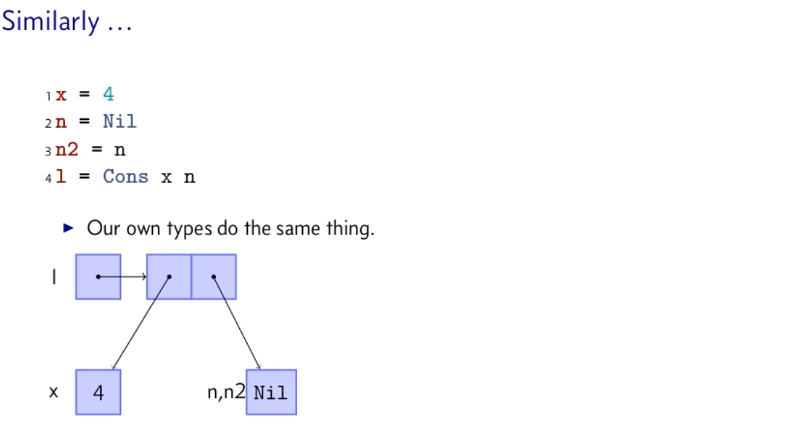 Similarly ...
1 x = 4
2 n = Nil
3 n2 = n
4 l = Cons x n
▶ Our own types do the same thing.
l
x 4 n,n2 Nil